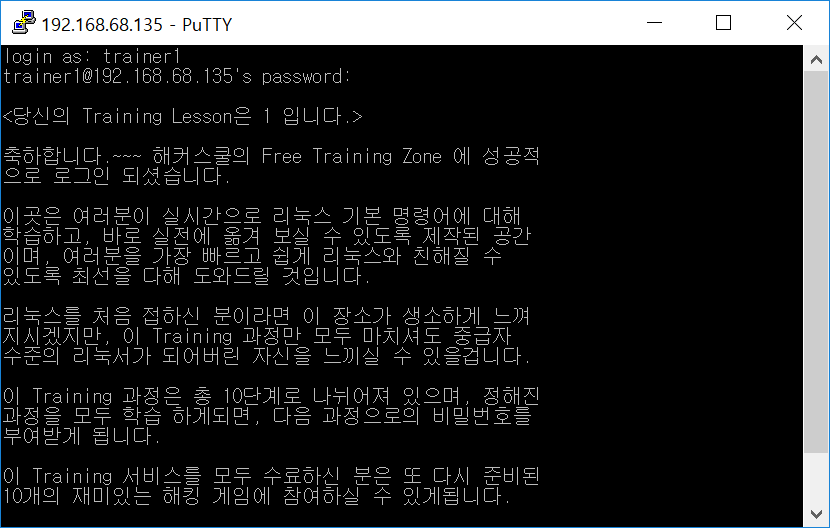 192.168.68.135 - PuTTY
login as: trainer1
trainer1@192.168.68.135's password:
<당신의 Training Lesson은 1 입니다.>
축하합니다.~~~ 해커스쿨의 Free Training Zone 에 성공적
으로 로그인 되셨습니다.
이곳은 여러분이 실시간으로 리눅스 기본 명령어에 대해
학습하고, 바로 실전에 옮겨 보실 수 있도록 제작된 공간
이며, 여러분을 가장 빠르고 쉽게 리눅스와 친해질 수
있도록 최선을 다해 도와드릴 것입니다.
리눅스를 처음 접하신 분이라면 이 장소가 생소하게 느껴
지시겠지만, 이 Training 과정만 모두 마치셔도 중급자
수준의 리눅서가 되어버린 자신을 느끼실 수 있을겁니다.
이 Training 과정은 총 10단계로 나뉘어져 있으며, 정해진
과정을 모두 학습 하게되면, 다음 과정으로의 비밀번호를
부여받게 됩니다.
이 Training 서비스를 모두 수료하신 분은 또 다시 준비된
10개의 재미있는 해킹 게임에 참여하실 수 있게됩니다.